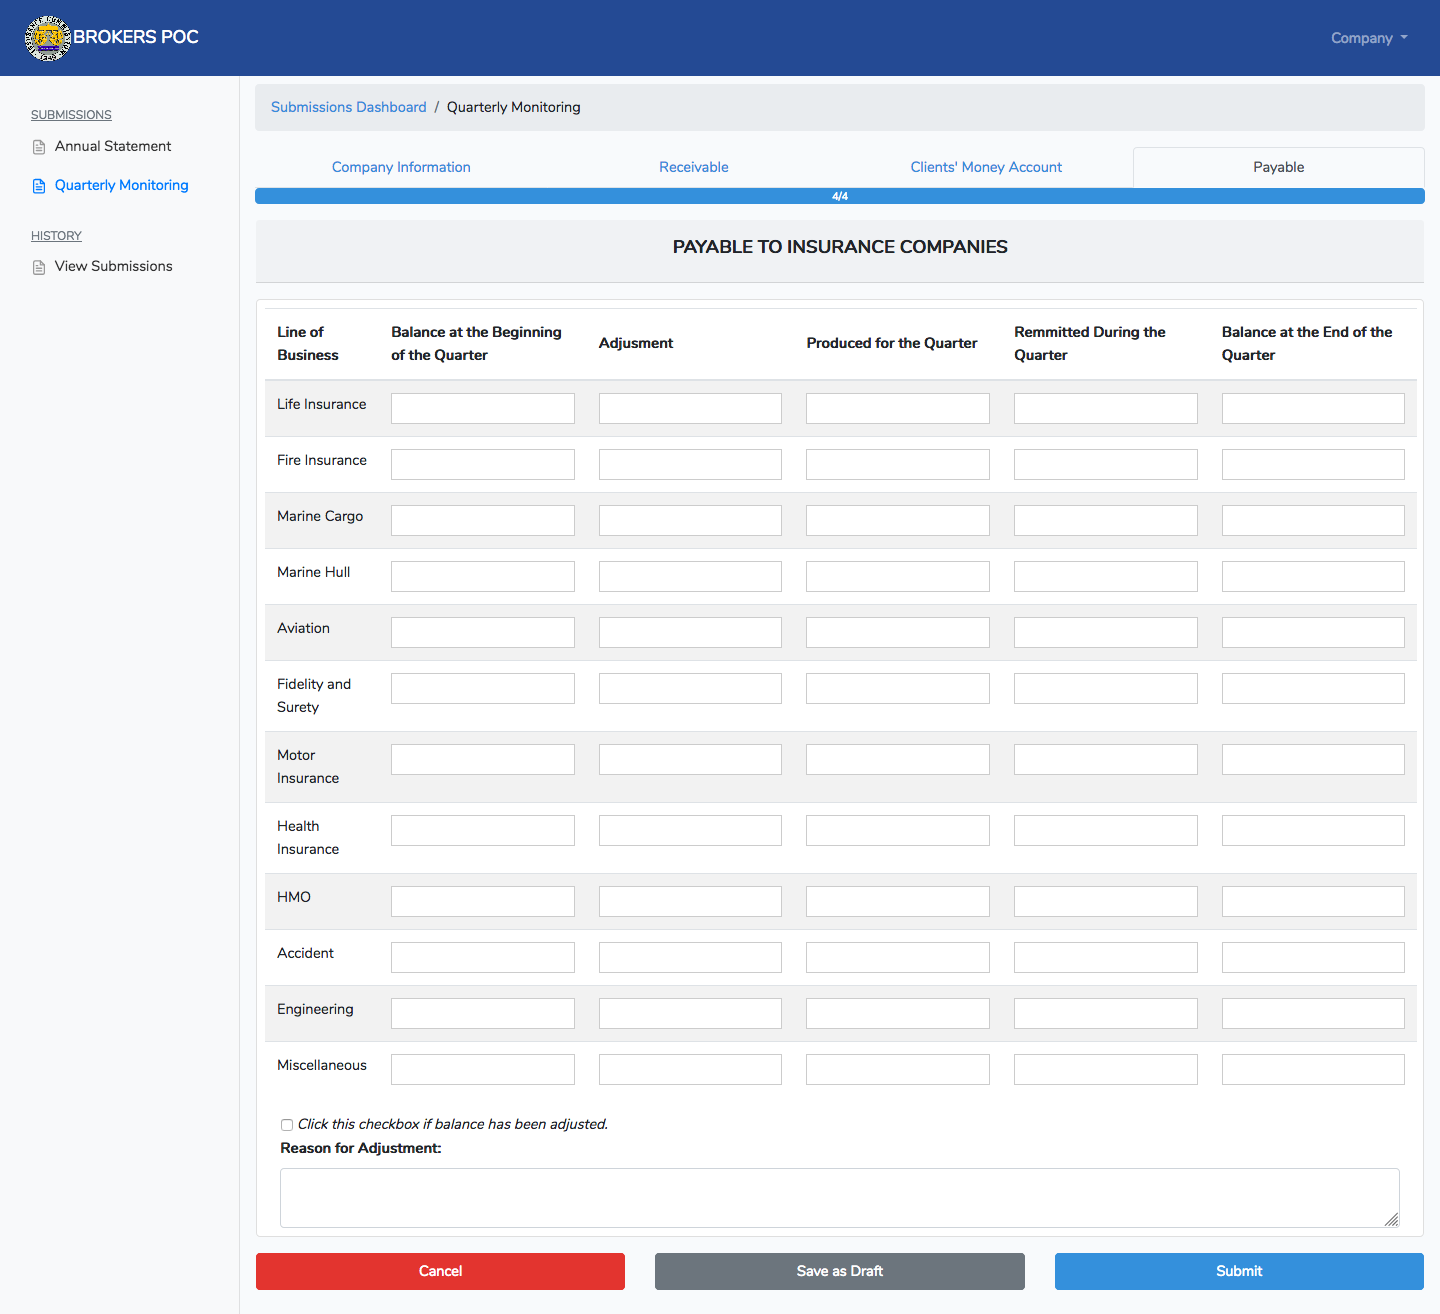 BROKERS POC
Company
SUBMISSIONS
Annual Statement
Quarterly Monitoring
HISTORY
View Submissions
Submissions Dashboard / Quarterly Monitoring
Company Information
Receivable
Clients' Money Account
Payable
4/4
PAYABLE TO INSURANCE COMPANIES
Line of
Business
Balance at the Beginning
of the Quarter
Adjusment
Produced for the Quarter
Remmitted During the
Quarter
Balance at the End of the
Quarter
Life Insurance
Fire Insurance
Marine Cargo
Marine Hull
Aviation
Fidelity and
Surety
Motor
Insurance
Health
Insurance
HMO
Accident
Engineering
Miscellaneous
Click this checkbox if balance has been adjusted.
Reason for Adjustment:
Cancel
Save as Draft
Submit